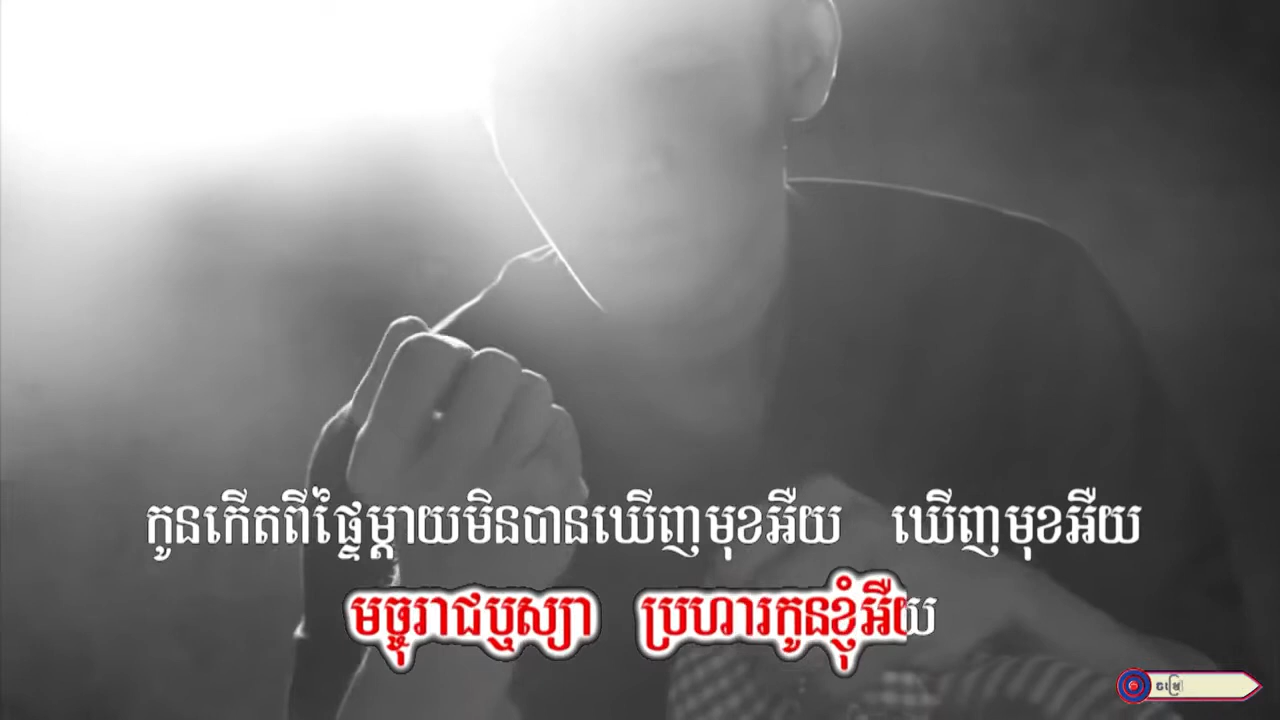 កូនកើតពីផ្ទៃម្ដាយមិនបានឃើញមុខអឺយ ឃើញមុខអឺយ
មច្ចុរាជឬស្យា ប្រហារកូនខ្ញុំអឺយ